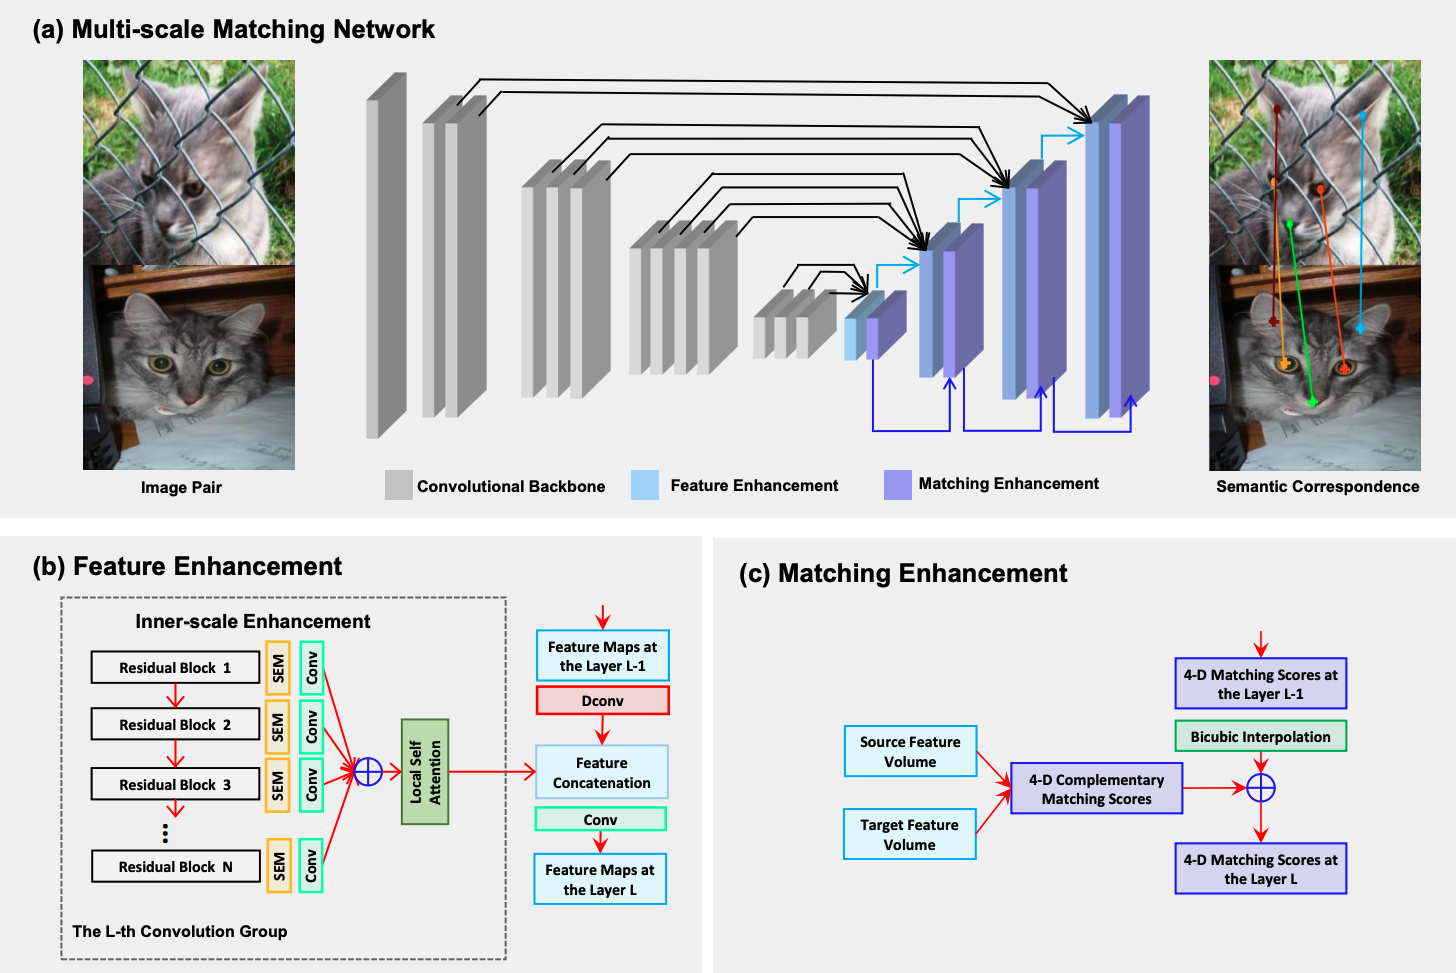 (a) Multi-scale Matching Network
Image Pair
Convolutional Backbone
Feature Enhancement
Matching Enhancement
Semantic Correspondence
(b) Feature Enhancement
Inner-scale Enhancement
Residual Block 1
SEM
Conv
Residual Block 2
SEM
Conv
Residual Block 3
SEM
Conv
Residual Block N
SEM
Conv
The L-th Convolution Group
Local Self
Attention
Feature Maps at
the Layer L-1
Dconv
Feature
Concatenation
Conv
Feature Maps at
the Layer L
(c) Matching Enhancement
Source Feature
Volume
Target Feature
Volume
4-D Complementary
Matching Scores
4-D Matching Scores at
the Layer L-1
Bicubic Interpolation
4-D Matching Scores at
the Layer L